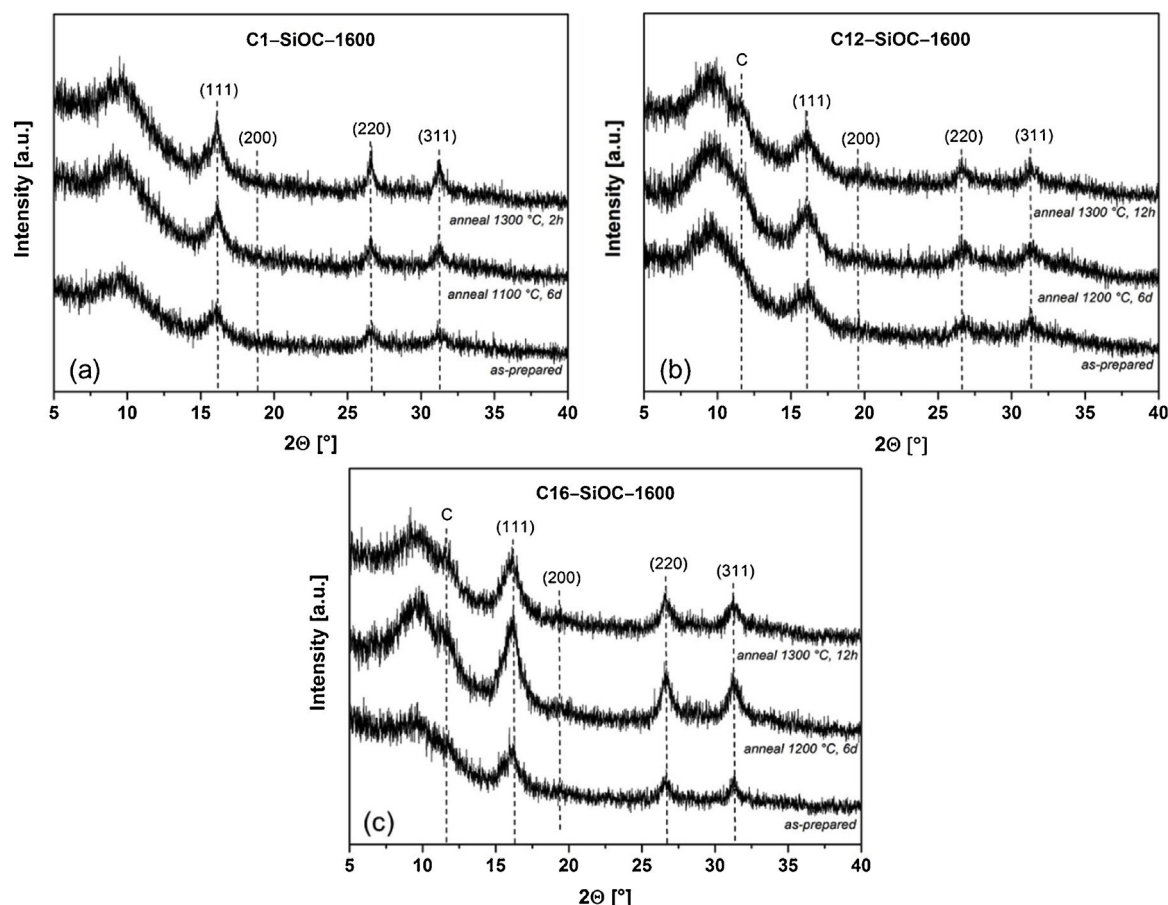 C1–SiOC–1600
(111)
(200)
(220)
(311)
anneal 1300 °C, 2h
anneal 1100 °C, 6d
as-prepared
(a)
Intensity [a.u.]
5 10 15 20 25 30 35 40
2Θ [°]
C12–SiOC–1600
C
(111)
(200)
(220)
(311)
anneal 1300 °C, 12h
anneal 1200 °C, 6d
as-prepared
(b)
Intensity [a.u.]
5 10 15 20 25 30 35 40
2Θ [°]
C16–SiOC–1600
C
(111)
(200)
(220)
(311)
anneal 1300 °C, 12h
anneal 1200 °C, 6d
as-prepared
(c)
Intensity [a.u.]
5 10 15 20 25 30 35 40
2Θ [°]